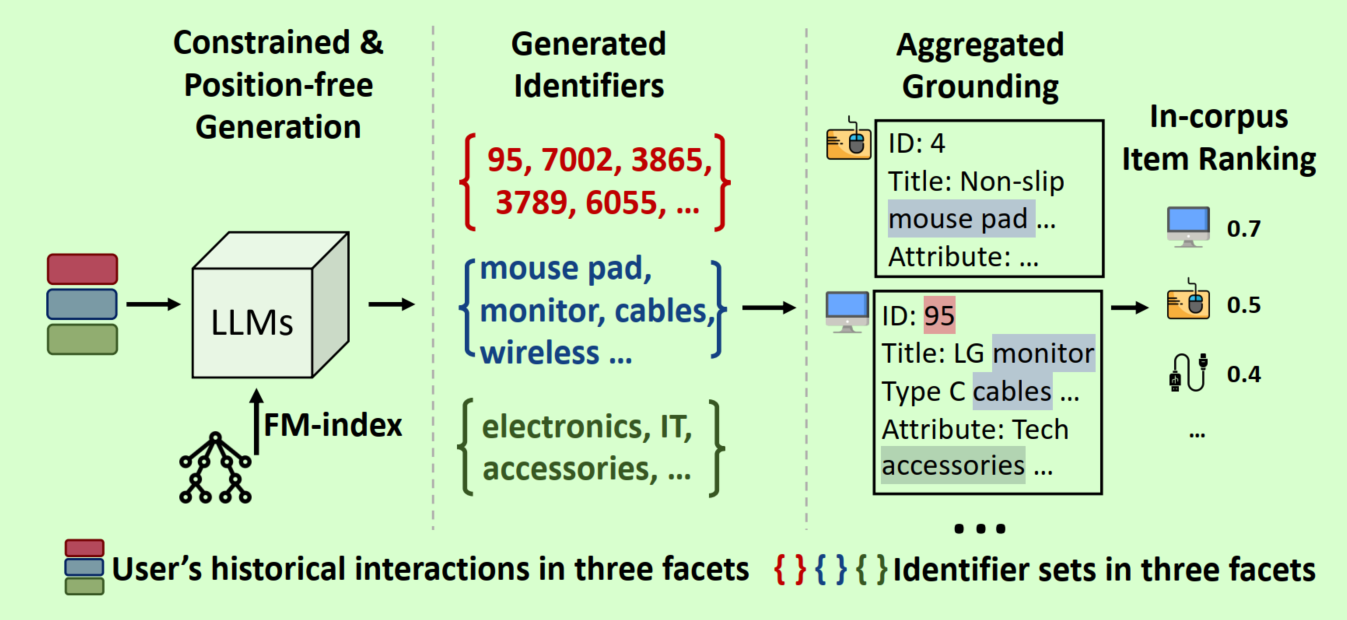 Constrained &
Position-free
Generation
LLMs
FM-index
Generated
Identifiers
{ 95, 7002, 3865,
3789, 6055, ... }
{ mouse pad,
monitor, cables,
wireless ... }
{ electronics, IT,
accessories, ... }
Aggregated
Grounding
ID: 4
Title: Non-slip
mouse pad ...
Attribute: ...
ID: 95
Title: LG monitor
Type C cables ...
Attribute: Tech
accessories ...
...
In-corpus
Item Ranking
0.7
0.5
0.4
...
User's historical interactions in three facets
{ } { } { } Identifier sets in three facets